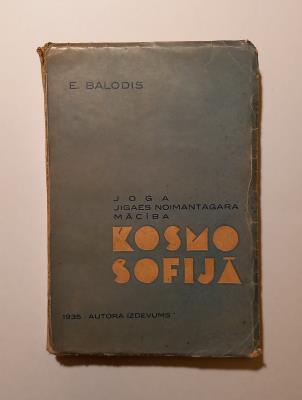 E. BALODIS
JOGA
JIGAES NOIMANTAGARA
MĀCĪBA
KOSMO
SOFIJĀ
1935 · AUTORA IZDEVUMS